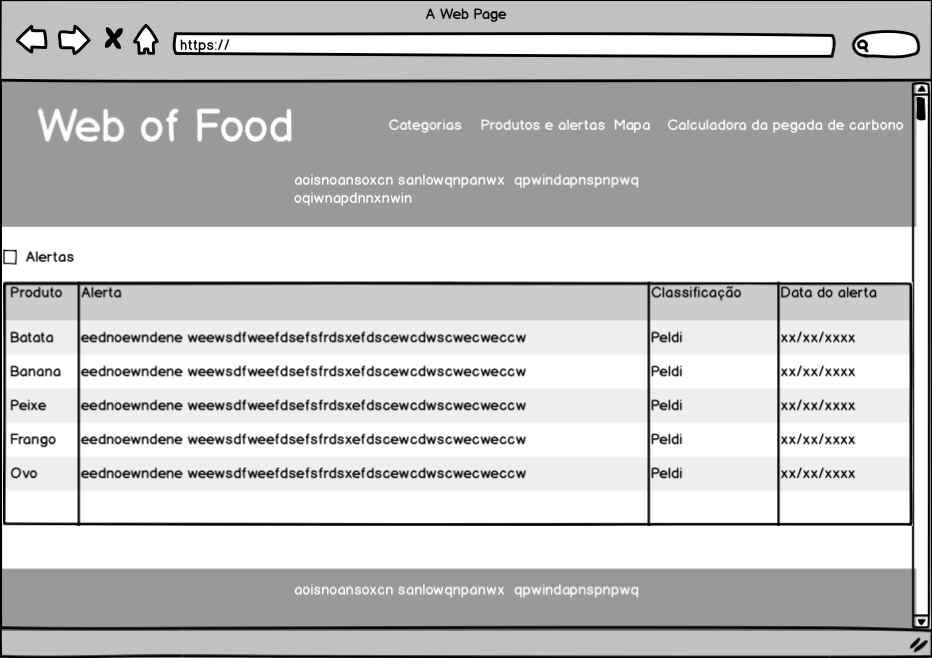 A Web Page
https://
Web of Food
Categorias Produtos e alertas Mapa Calculadora da pegada de carbono
aoisnoansoxcn sanlowqnpanwx qpwindapnspnpwq
oqiwnapdnnxnwin
Alertas
Produto Alerta Classificação Data do alerta
Batata eednoewndene weewsdfweefdsefsfrdsxefdscewcdwscwecweccw Peldi xx/xx/xxxx
Banana eednoewndene weewsdfweefdsefsfrdsxefdscewcdwscwecweccw Peldi xx/xx/xxxx
Peixe eednoewndene weewsdfweefdsefsfrdsxefdscewcdwscwecweccw Peldi xx/xx/xxxx
Frango eednoewndene weewsdfweefdsefsfrdsxefdscewcdwscwecweccw Peldi xx/xx/xxxx
Ovo eednoewndene weewsdfweefdsefsfrdsxefdscewcdwscwecweccw Peldi xx/xx/xxxx
aoisnoansoxcn sanlowqnpanwx qpwindapnspnpwq